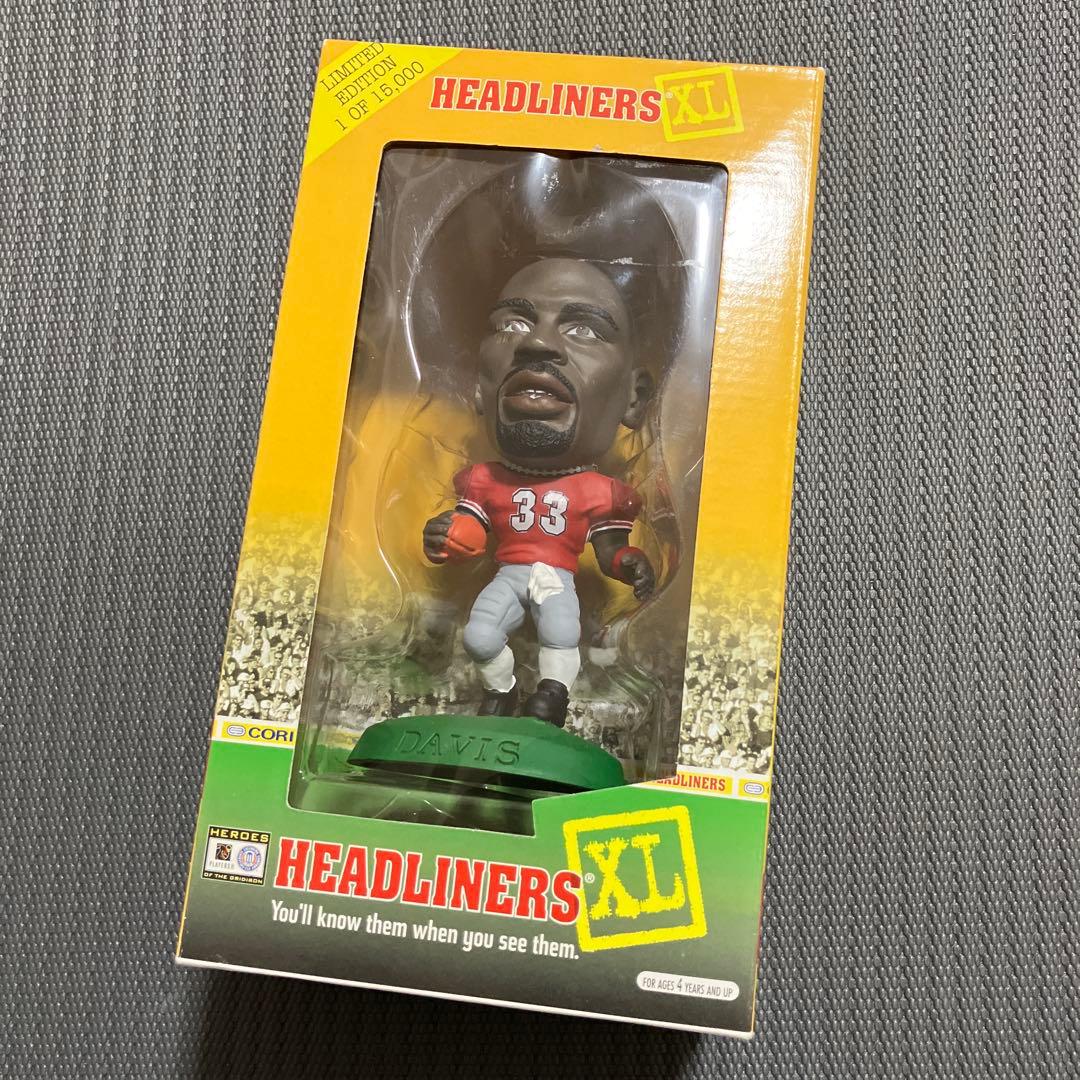 LIMITED
EDITION
1 OF 15,000
HEADLINERS® XL
33
DAVIS
CORI
HEADLINERS
HEROES
PLAYERS
OF THE GRIDIRON
HEADLINERS® XL
You'll know them when you see them.
FOR AGES 4 YEARS AND UP